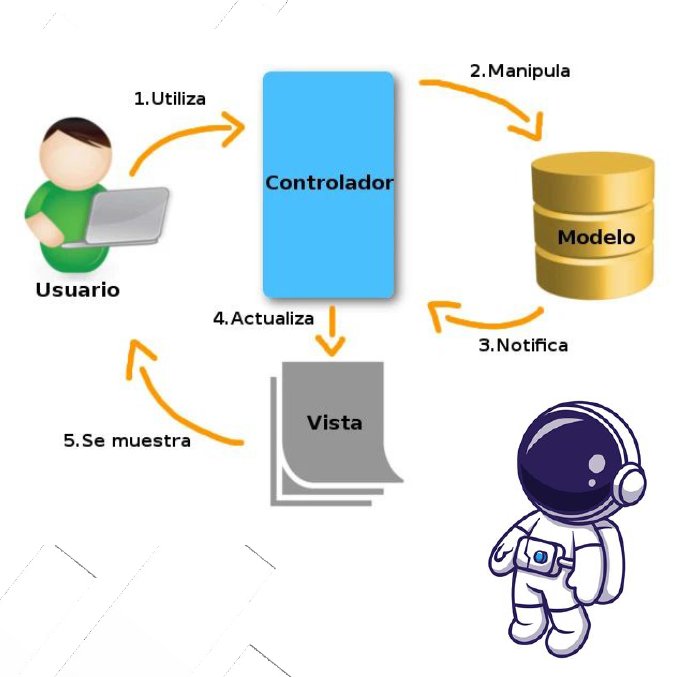 2.Manipula
1.Utiliza
Controlador
Modelo
Usuario
4.Actualiza
3.Notifica
Vista
5.Se muestra